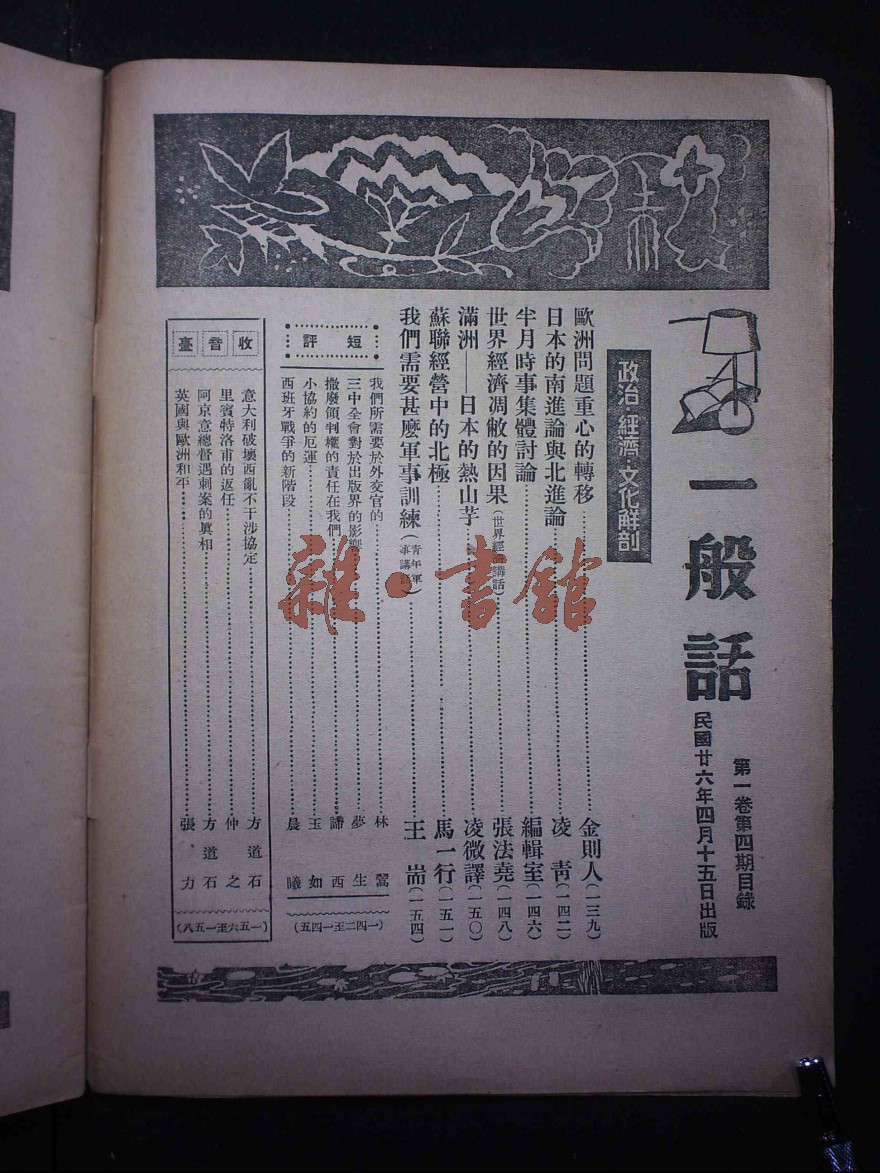 一般話
第一卷第四期目錄
民國廿六年四月十五日出版
政治·經濟·文化解剖
歐洲問題重心的轉移……金則人(一三九)
日本的南進論與北進論……凌青(一四二)
半月時事集體討論……編輯室(一四六)
世界經濟凋敝的因果(世界經濟講話)……張法堯(一四八)
滿洲——日本的熱山芋……凌微譯(一五〇)
蘇聯經營中的北極……馬一行(一五一)
我們需要甚麼軍事訓練(青年軍事講話)……王耑(一五四)
短評
我們所需要於外交官的……林
三中全會對於出版界的影響……夢生
撤廢領判權的責任在我們……諦西
小協約的厄運……玉如
西班牙戰爭的新階段……晨曦
(一四二至一四五)
收音臺
意大利破壞西亂不干涉協定……方道石
里賓特洛甫的返任……仲之
阿京意總督遇刺案的眞相……方道石
英國與歐洲和平……張力
(一五六至一五八)
雜·書館